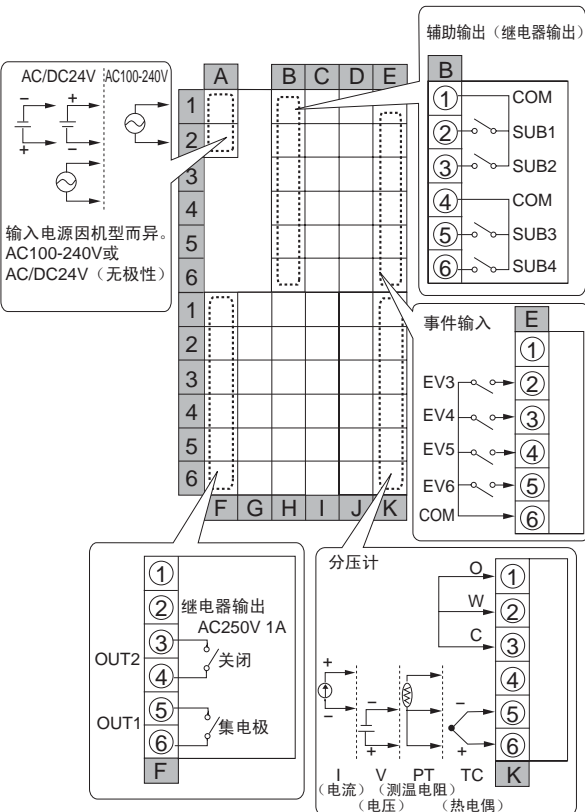 AC/DC24V AC100-240V
－ ＋
＋ －
输入电源因机型而异。
AC100-240V或
AC/DC24V（无极性）
A B C D E
1
2
3
4
5
6
1
2
3
4
5
6
F G H I J K
辅助输出（继电器输出）
B
① COM
② SUB1
③ SUB2
④ COM
⑤ SUB3
⑥ SUB4
事件输入 E
①
EV3 ②
EV4 ③
EV5 ④
EV6 ⑤
COM ⑥
①
② 继电器输出
AC250V 1A
OUT2 ③ 关闭
④
OUT1 ⑤ 集电极
⑥
F
分压计
O ①
W ②
C ③
④
⑤
⑥
＋ － － ＋ － ＋
I V PT TC K
（电流）（测温电阻）
（电压） （热电偶）